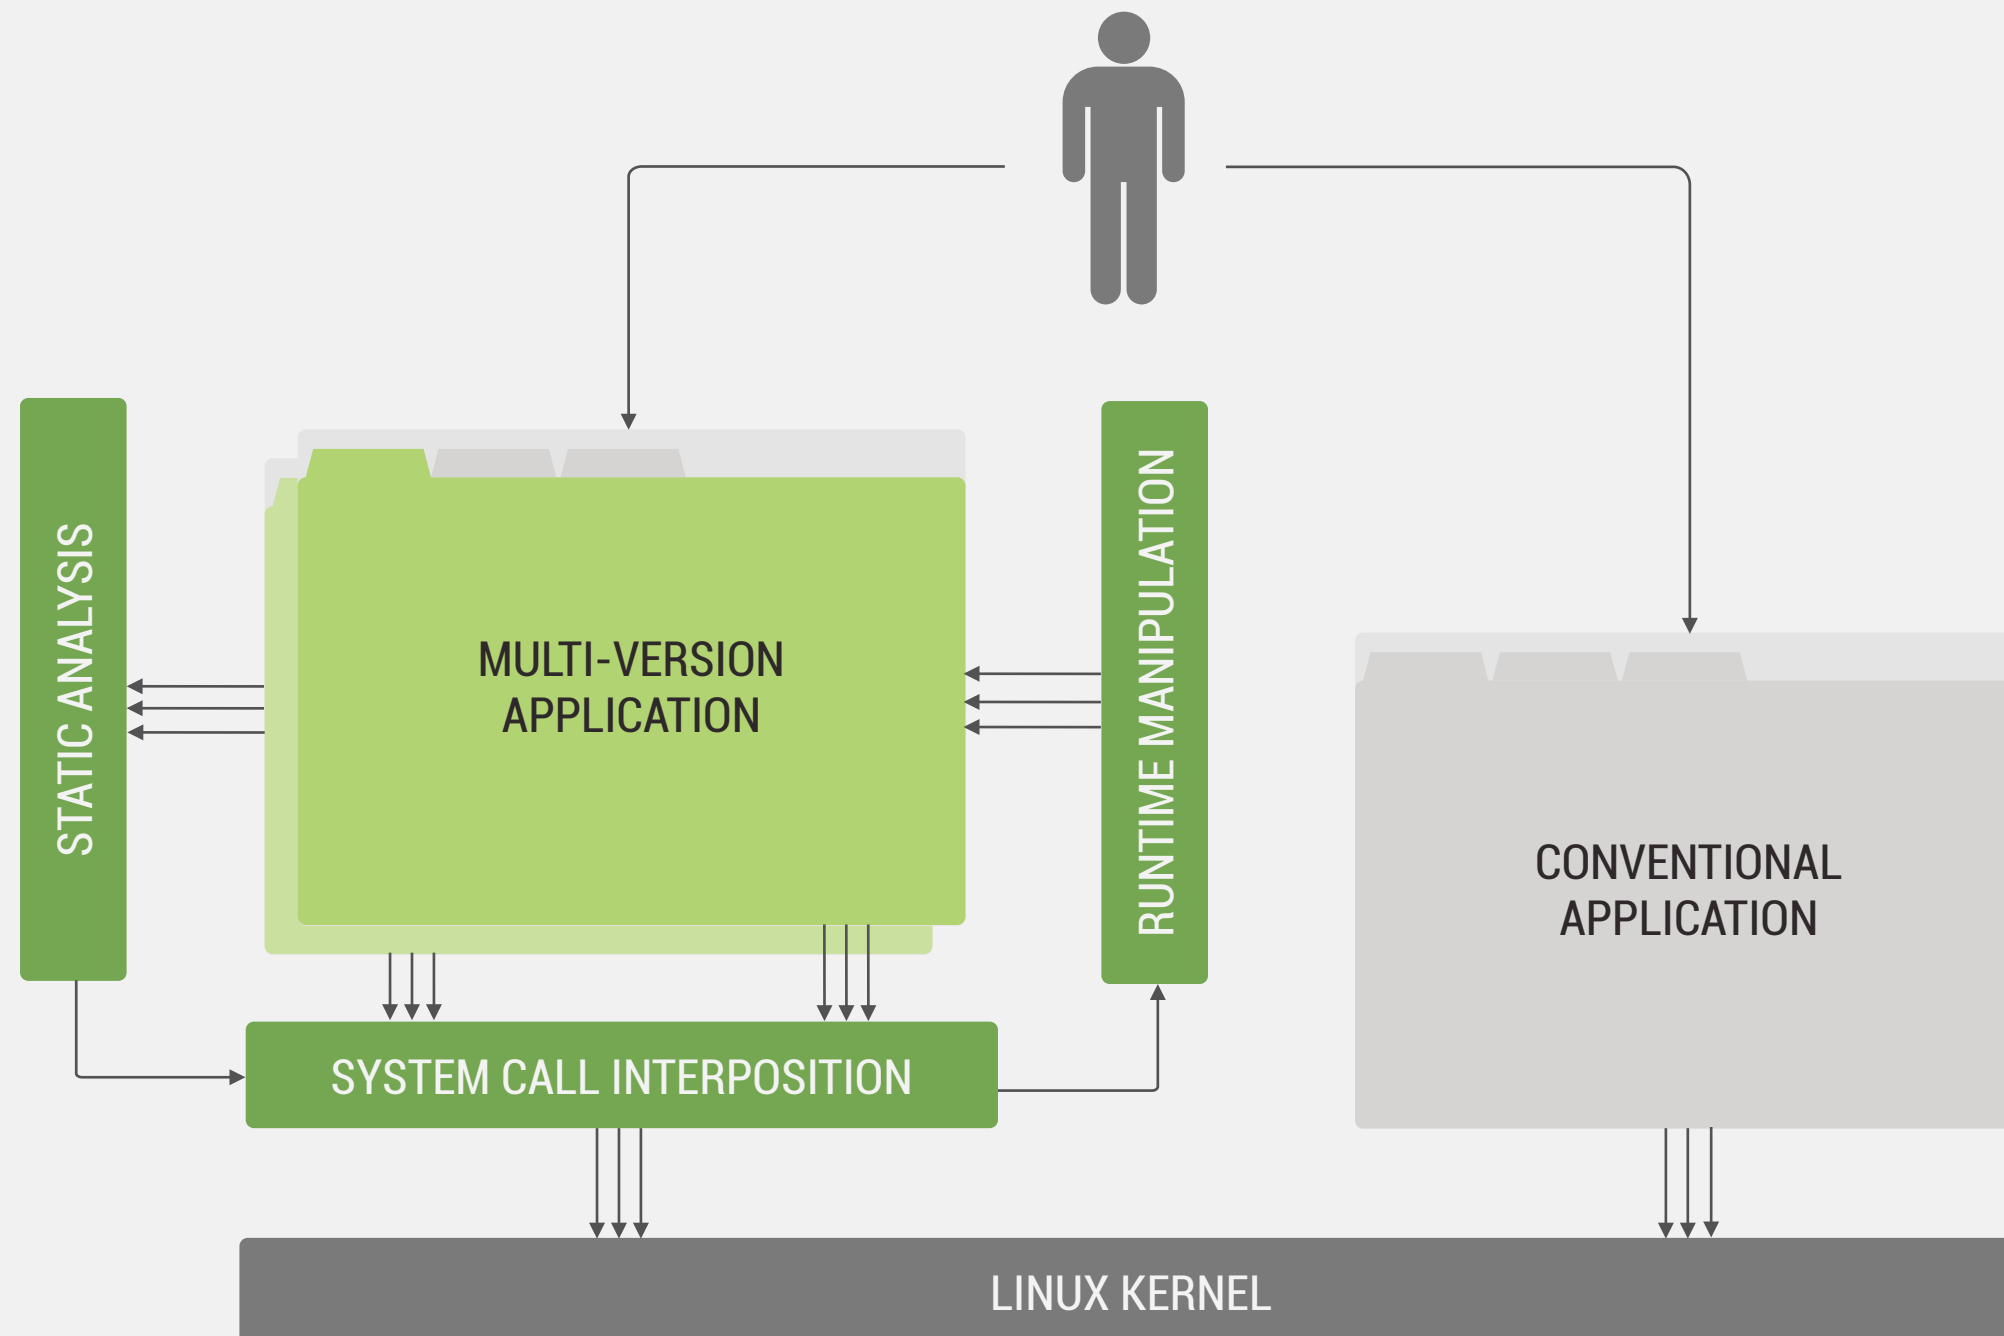 STATIC ANALYSIS
MULTI-VERSION
APPLICATION
RUNTIME MANIPULATION
CONVENTIONAL
APPLICATION
SYSTEM CALL INTERPOSITION
LINUX KERNEL